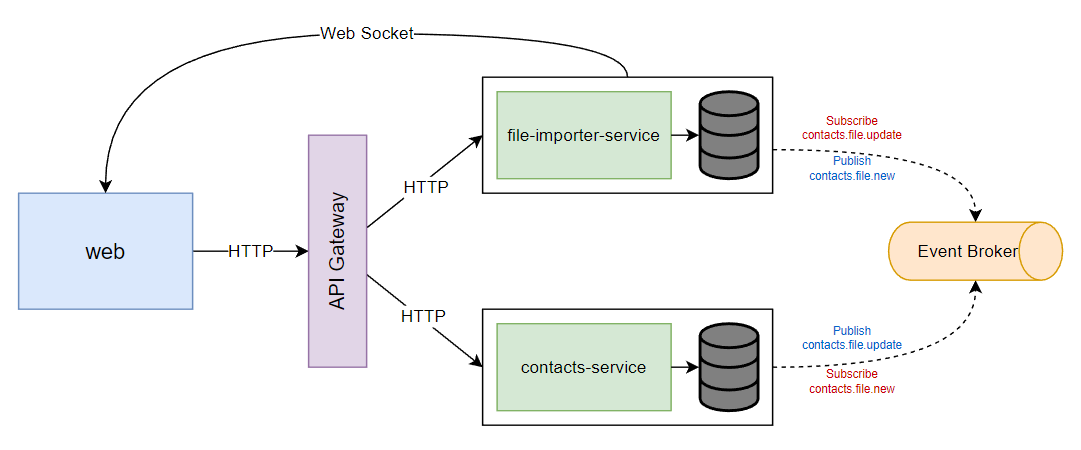 Web Socket
file-importer-service
Subscribe
contacts.file.update
Publish
contacts.file.new
HTTP
API Gateway
web
HTTP
Event Broker
HTTP
contacts-service
Publish
contacts.file.update
Subscribe
contacts.file.new